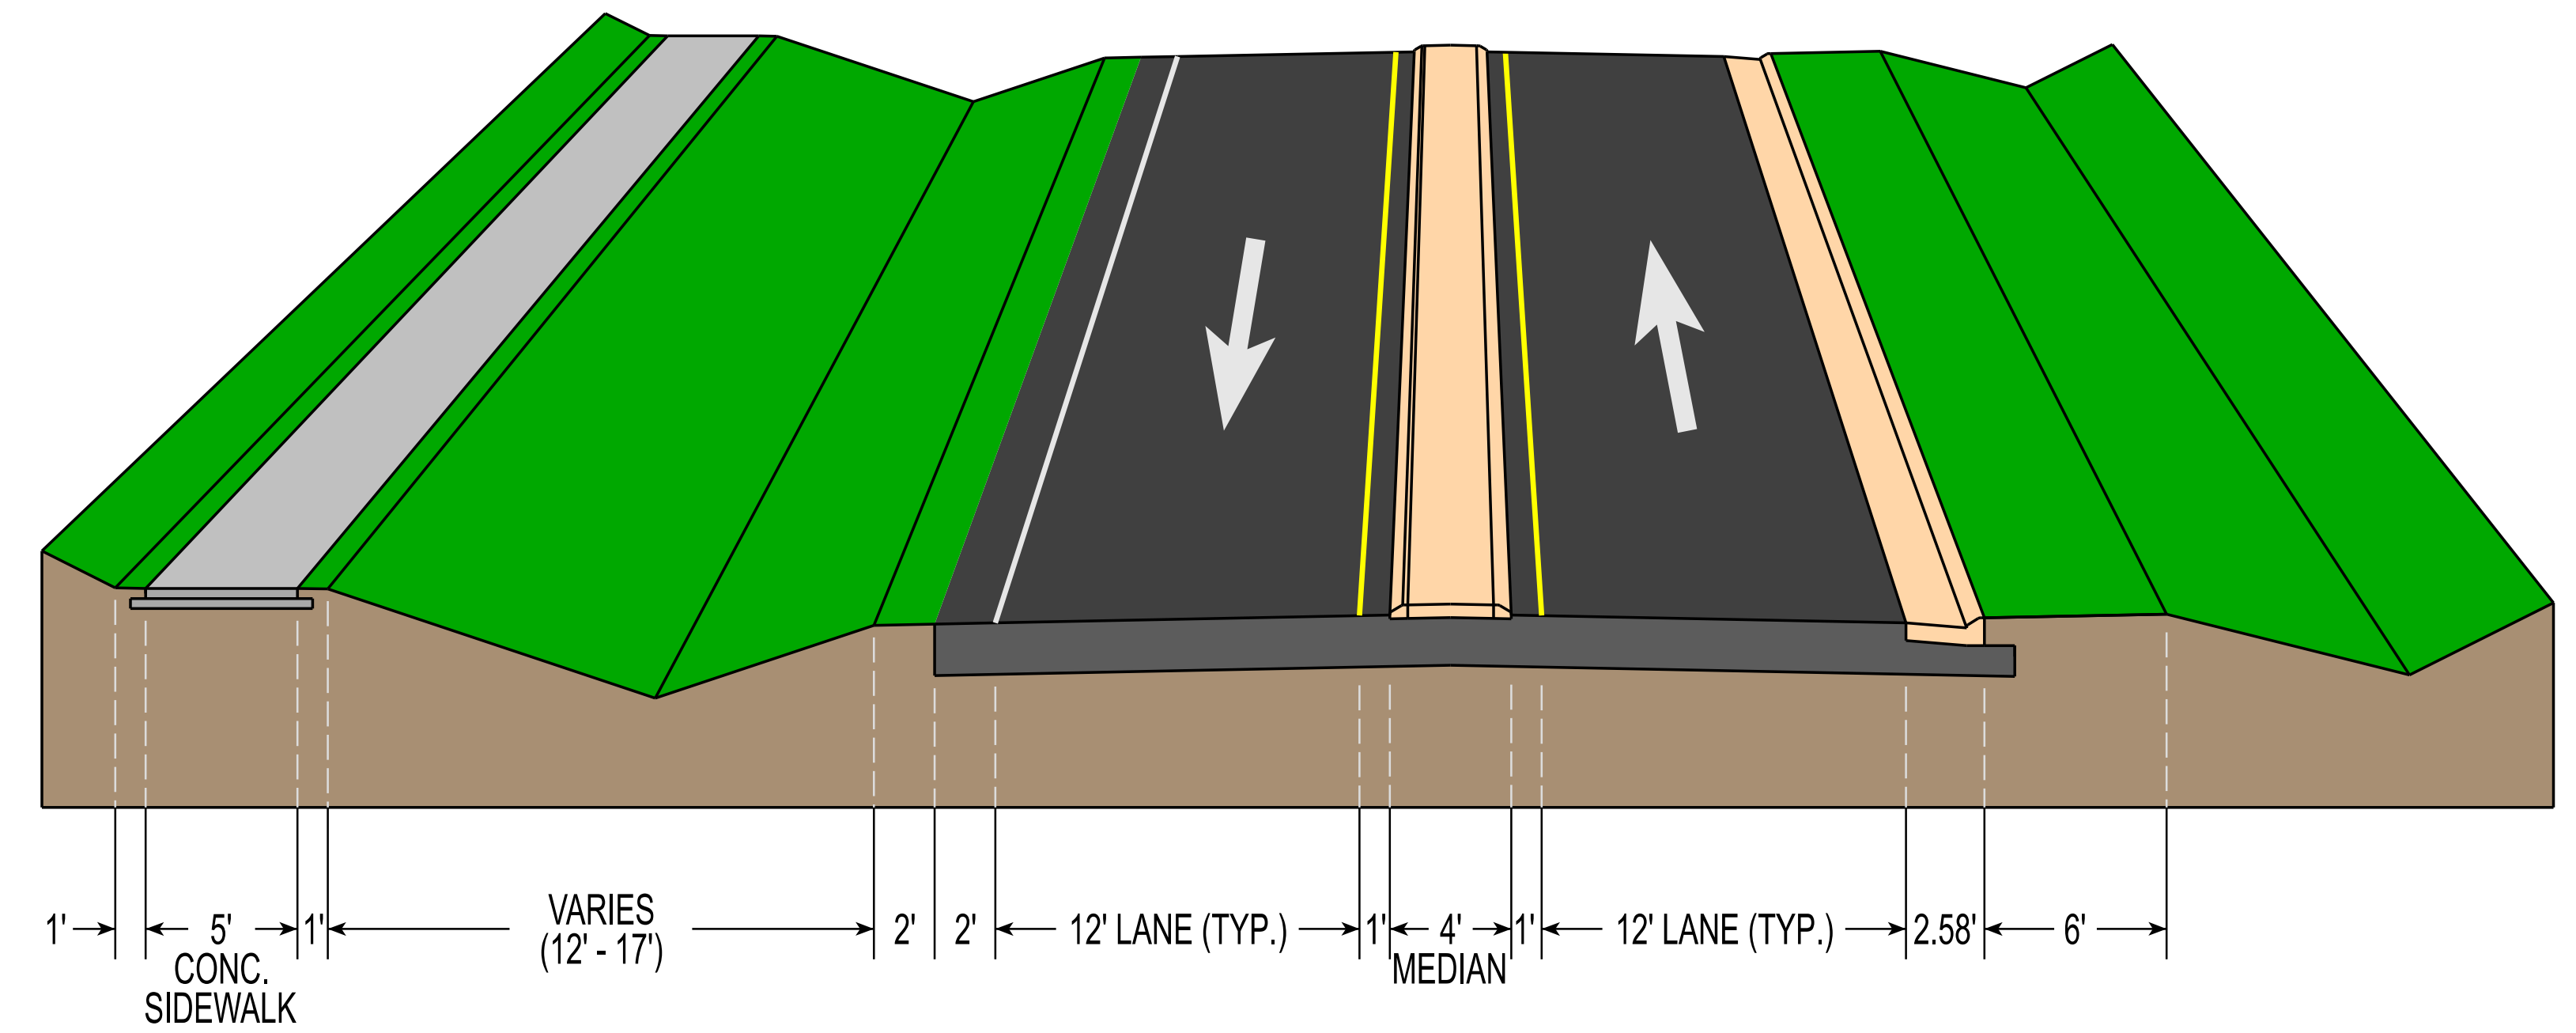 1'
5'
CONC.
SIDEWALK
1'
VARIES
(12' - 17')
2'
2'
12' LANE (TYP.)
1'
4'
MEDIAN
1'
12' LANE (TYP.)
2.58'
6'